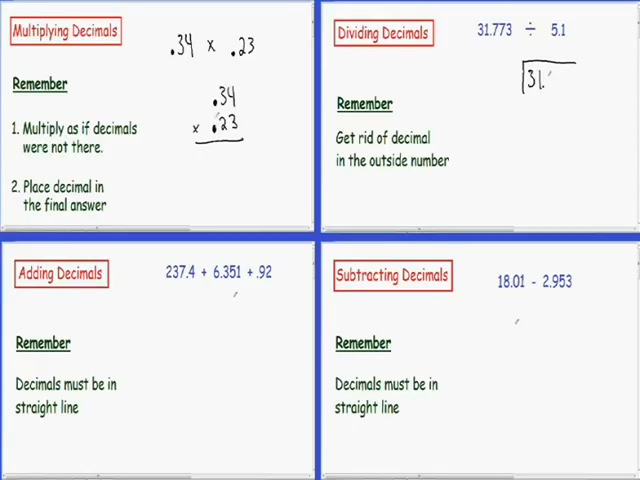 Multiplying Decimals
.34 x .23
Remember
.34
x .23
1. Multiply as if decimals
were not there.
2. Place decimal in
the final answer
Dividing Decimals
31.773 ÷ 5.1
31.
Remember
Get rid of decimal
in the outside number
Adding Decimals
237.4 + 6.351 + .92
Remember
Decimals must be in
straight line
Subtracting Decimals
18.01 - 2.953
Remember
Decimals must be in
straight line